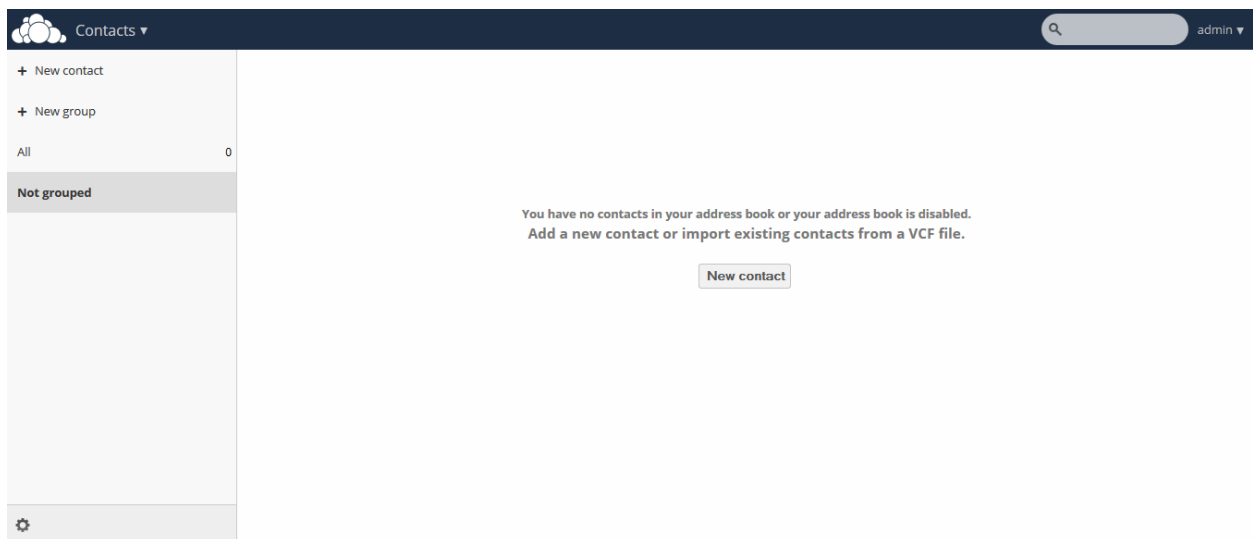 Contacts ▾
admin ▾
+ New contact
+ New group
All 0
Not grouped
You have no contacts in your address book or your address book is disabled.
Add a new contact or import existing contacts from a VCF file.
New contact